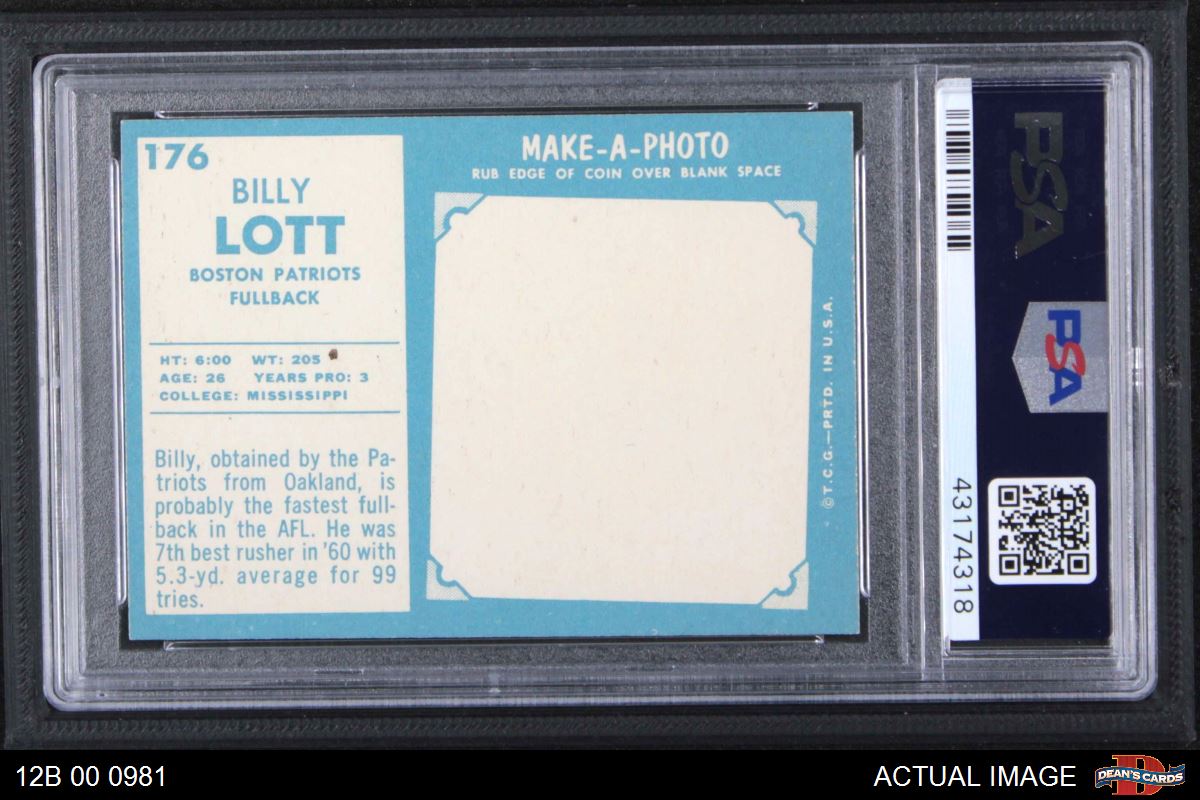 176
BILLY
LOTT
BOSTON PATRIOTS
FULLBACK
HT: 6:00 WT: 205
AGE: 26 YEARS PRO: 3
COLLEGE: MISSISSIPPI
Billy, obtained by the Pa-
triots from Oakland, is
probably the fastest full-
back in the AFL. He was
7th best rusher in '60 with
5.3-yd. average for 99
tries.
MAKE-A-PHOTO
RUB EDGE OF COIN OVER BLANK SPACE
©T.C.G.—PRTD. IN U.S.A.
PSA
PSA
43174318
12B 00 0981
ACTUAL IMAGE
D
DEAN'S CARDS